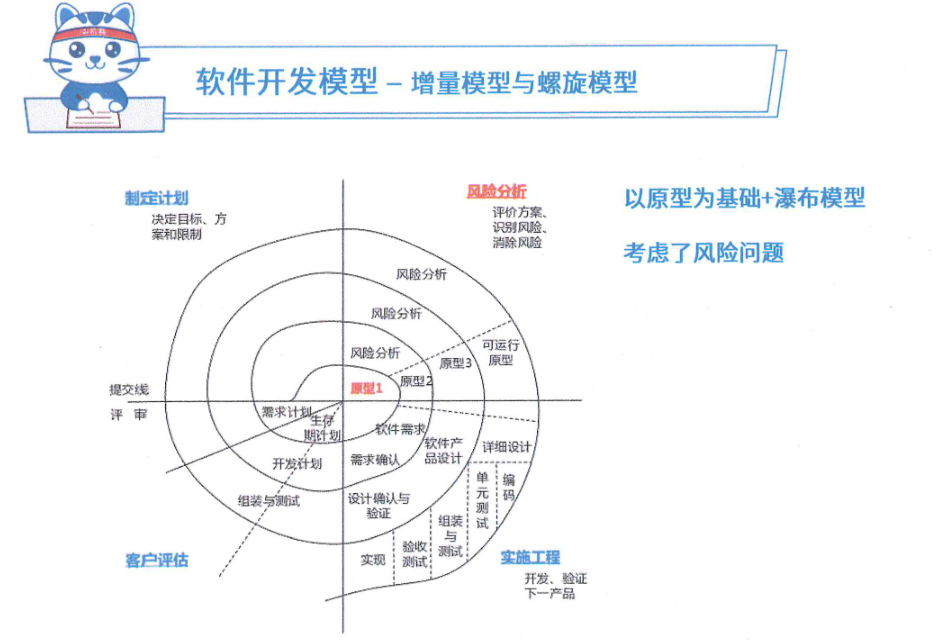 软件开发模型 – 增量模型与螺旋模型
制定计划
决定目标、方
案和限制
风险分析
评价方案、
识别风险、
消除风险
以原型为基础+瀑布模型
考虑了风险问题
风险分析
风险分析
风险分析
可运行
原型
原型3
原型2
原型1
提交线
评 审
需求计划
生存
期计划
软件需求
开发计划
需求确认
软件产
品设计
详细设计
组装与测试
设计确认与
验证
单
元
测
试
编
码
组装
与
测试
验收
测试
实现
客户评估
实施工程
开发、验证
下一产品